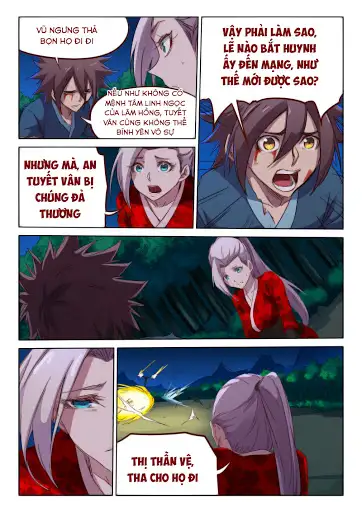 VŨ NGƯNG THẢ
BỌN HỌ ĐI ĐI
NẾU NHƯ KHÔNG CÓ
MỆNH TÂM LINH NGỌC
CỦA LÂM HỒNG, TUYẾT
VÂN CŨNG KHÔNG THỂ
BÌNH YÊN VÔ SỰ
VẬY PHẢI LÀM SAO,
LẼ NÀO BẮT HUYNH
ẤY ĐỀN MẠNG, NHƯ
THẾ MỚI ĐƯỢC SAO?
NHƯNG MÀ, AN
TUYẾT VÂN BỊ
CHÚNG ĐẢ
THƯƠNG
THỊ THẦN VỆ,
THA CHO HỌ ĐI